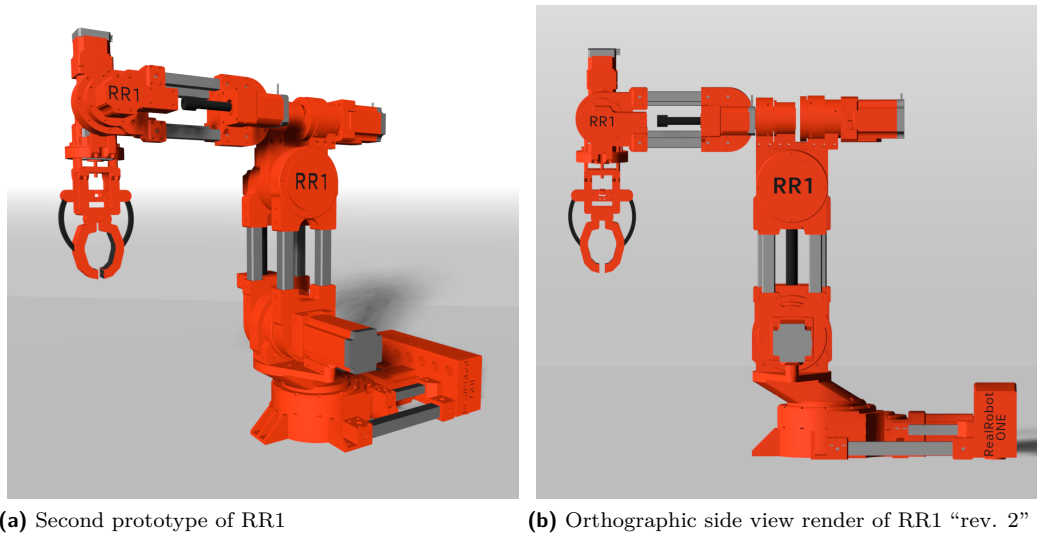 RR1
RR1
RR1
RR1
RealRobot
ONE
(a) Second prototype of RR1
(b) Orthographic side view render of RR1 “rev. 2”